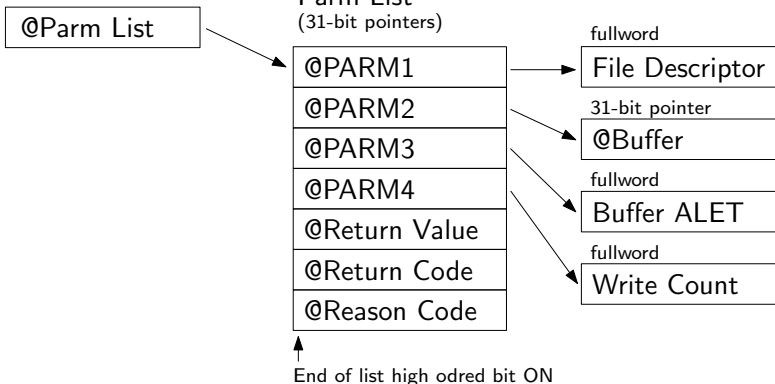 Parm List
(31-bit pointers)
@Parm List
@PARM1
@PARM2
@PARM3
@PARM4
@Return Value
@Return Code
@Reason Code
fullword
File Descriptor
31-bit pointer
@Buffer
fullword
Buffer ALET
fullword
Write Count
End of list high odred bit ON